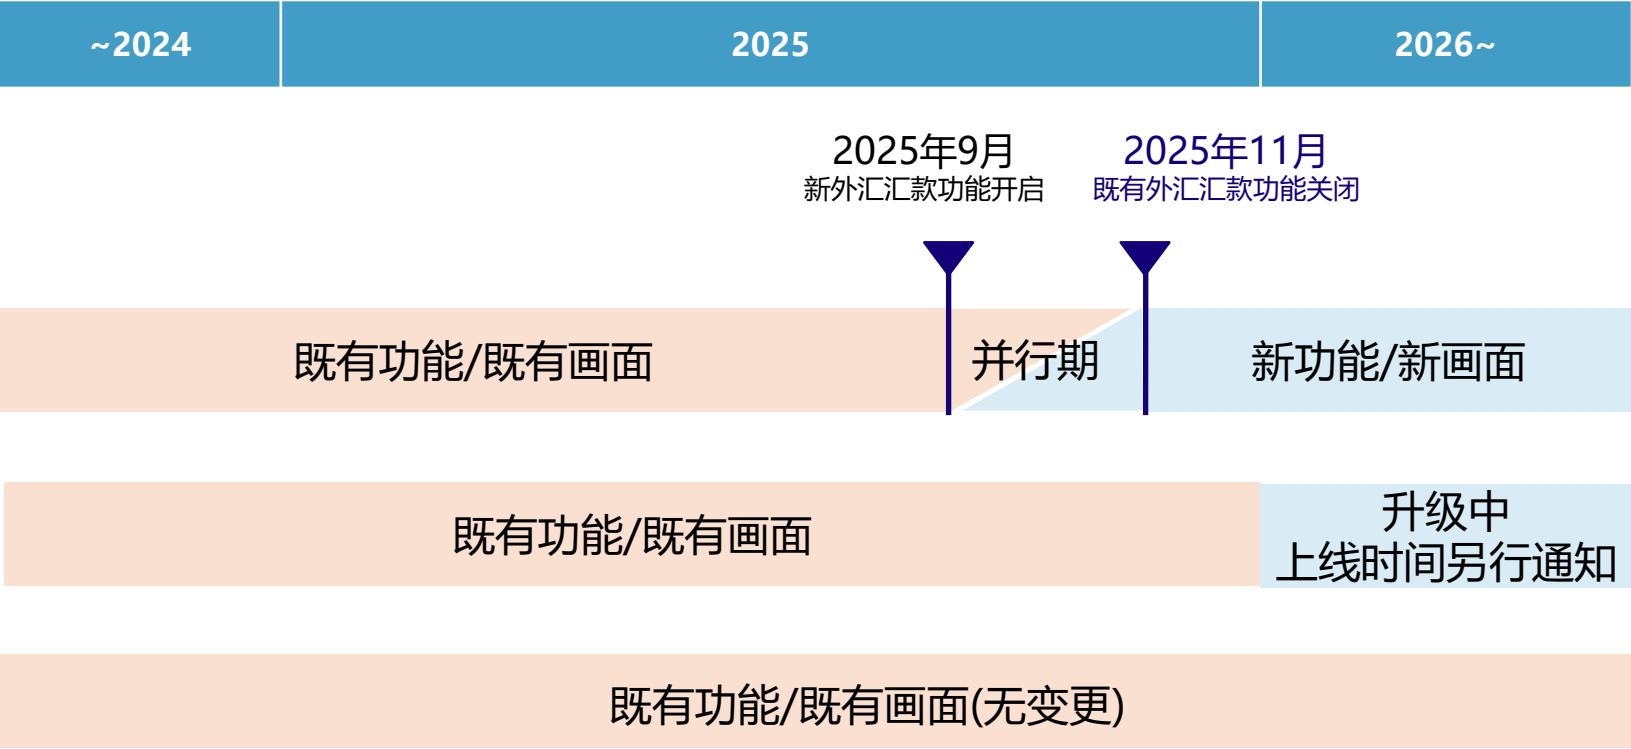 ~2024
2025
2026~
2025年9月
新外汇汇款功能开启
2025年11月
既有外汇汇款功能关闭
既有功能/既有画面
并行期
新功能/新画面
既有功能/既有画面
升级中
上线时间另行通知
既有功能/既有画面(无变更)